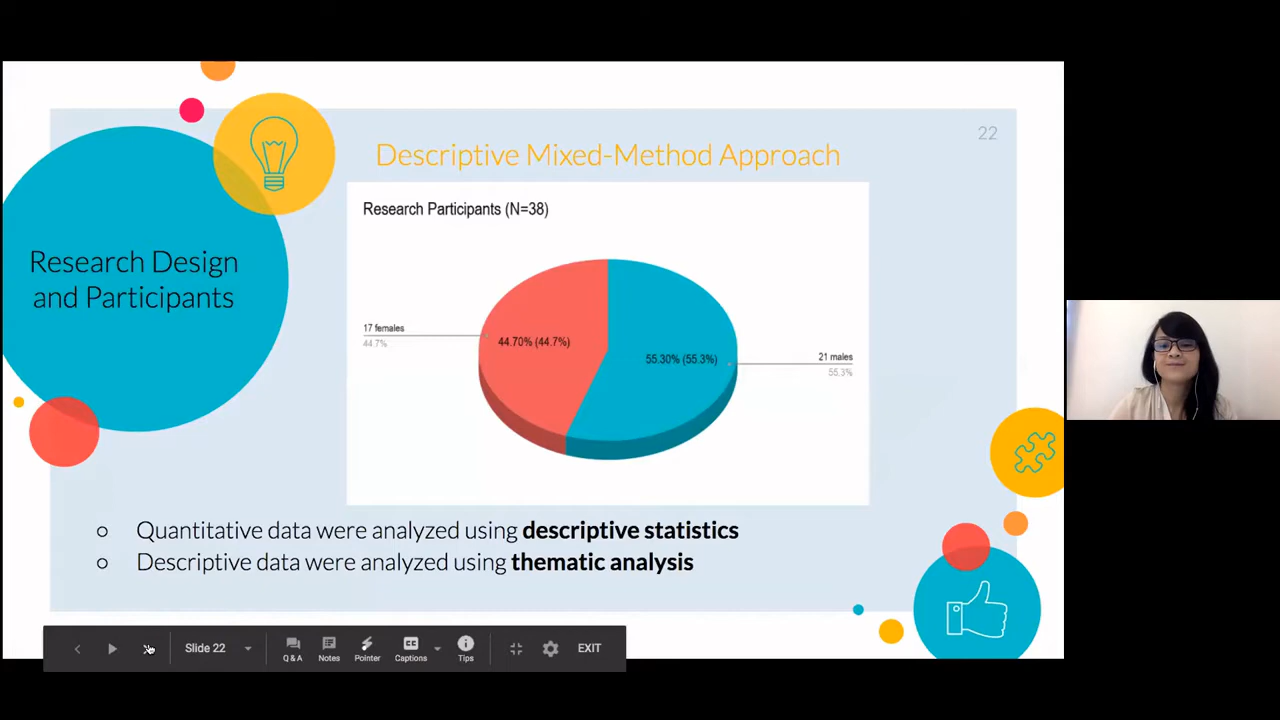 22
Descriptive Mixed-Method Approach
Research Participants (N=38)
Research Design
and Participants
17 females
44.7%
44.70% (44.7%)
55.30% (55.3%)
21 males
55.3%
○ Quantitative data were analyzed using descriptive statistics
○ Descriptive data were analyzed using thematic analysis
Slide 22
Q & A
Notes
Pointer
CC
Captions
Tips
EXIT